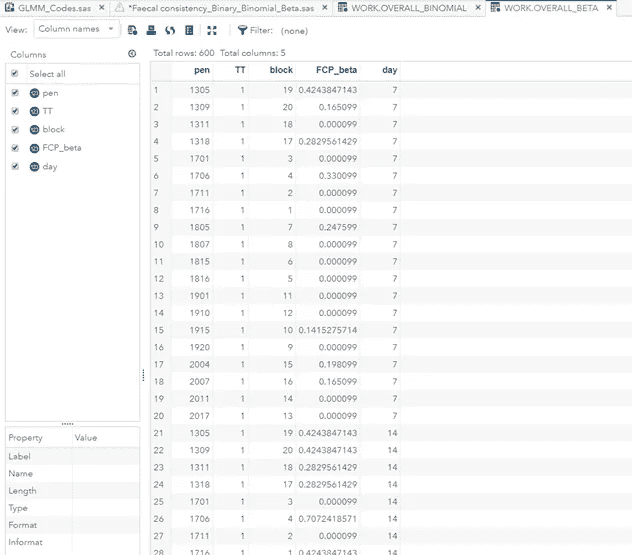 GLMM_Codes.sas × *Feecal consistency_Binary_Binomial_Beta.sas × WORK.OVERALL_BINOMIAL × WORK.OVERALL_BETA ×
View: Column names Filter: (none)
Columns Total rows: 600 Total columns: 5
Select all pen TT block FCP_beta day
pen
TT
block
FCP_beta
day
1 1305 1 19 0.4243847143 7
2 1309 1 20 0.165099 7
3 1311 1 18 0.000099 7
4 1318 1 17 0.2829561429 7
5 1701 1 3 0.000099 7
6 1706 1 4 0.330099 7
7 1711 1 2 0.000099 7
8 1716 1 1 0.000099 7
9 1805 1 7 0.247599 7
10 1807 1 8 0.000099 7
11 1815 1 6 0.000099 7
12 1816 1 5 0.000099 7
13 1901 1 11 0.000099 7
14 1910 1 12 0.000099 7
15 1915 1 10 0.1415275714 7
16 1920 1 9 0.000099 7
17 2004 1 15 0.198099 7
18 2007 1 16 0.165099 7
19 2011 1 14 0.000099 7
20 2017 1 13 0.000099 7
21 1305 1 19 0.4243847143 14
22 1309 1 20 0.4243847143 14
23 1311 1 18 0.2829561429 14
24 1318 1 17 0.2829561429 14
25 1701 1 3 0.000099 14
26 1706 1 4 0.7072418571 14
27 1711 1 2 0.000099 14
28 1716 1 1 0.4243847143 14
Property Value
Label
Name
Length
Type
Format
Informat